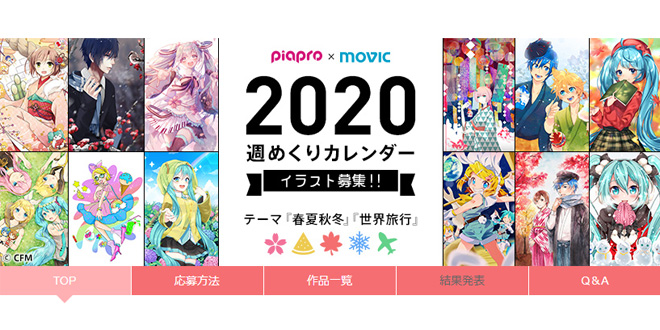 piapro × movic
2020
週めくりカレンダー
イラスト募集!!
テーマ『春夏秋冬』『世界旅行』
© CFM
TOP
応募方法
作品一覧
結果発表
Q&A